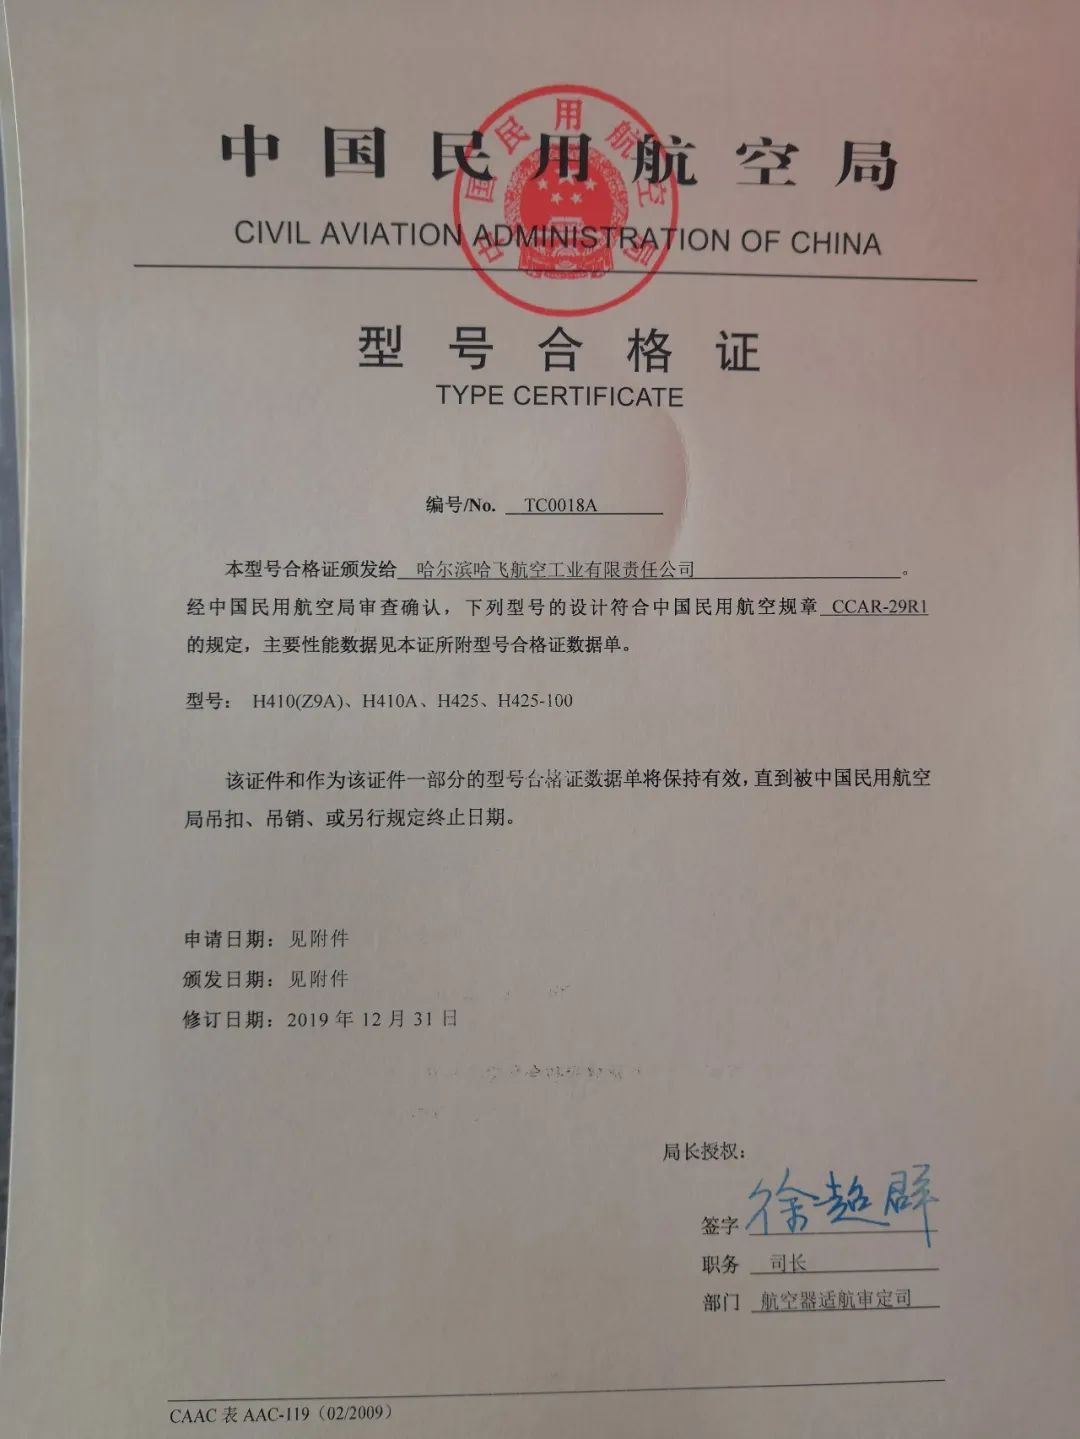 中国民用航空局
中国民用航空局
CIVIL AVIATION ADMINISTRATION OF CHINA
型号合格证
TYPE CERTIFICATE
编号/No. TC0018A
本型号合格证颁发给 哈尔滨哈飞航空工业有限责任公司 。
经中国民用航空局审查确认，下列型号的设计符合中国民用航空规章 CCAR-29R1
的规定，主要性能数据见本证所附型号合格证数据单。
型号： H410(Z9A)、H410A、H425、H425-100
该证件和作为该证件一部分的型号合格证数据单将保持有效，直到被中国民用航空
局吊扣、吊销、或另行规定终止日期。
申请日期：见附件
颁发日期：见附件
修订日期：2019 年 12 月 31 日
局长授权：
签字 徐超群
职务 司长
部门 航空器适航审定司
CAAC 表 AAC-119（02/2009）